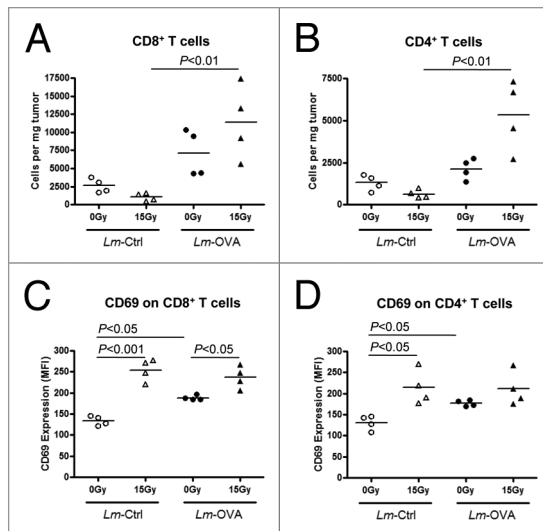 A
CD8⁺ T cells
P<0.01
Cells per mg tumor
17500
15000
12500
10000
7500
5000
2500
0
0Gy 15Gy 0Gy 15Gy
Lm-Ctrl Lm-OVA
B
CD4⁺ T cells
P<0.01
Cells per mg tumor
7500
5000
2500
0
0Gy 15Gy 0Gy 15Gy
Lm-Ctrl Lm-OVA
C
CD69 on CD8⁺ T cells
P<0.05
P<0.001 P<0.05
CD69 Expression (MFI)
300
250
200
150
100
50
0
0Gy 15Gy 0Gy 15Gy
Lm-Ctrl Lm-OVA
D
CD69 on CD4⁺ T cells
P<0.05
P<0.05
CD69 Expression (MFI)
300
250
200
150
100
50
0
0Gy 15Gy 0Gy 15Gy
Lm-Ctrl Lm-OVA